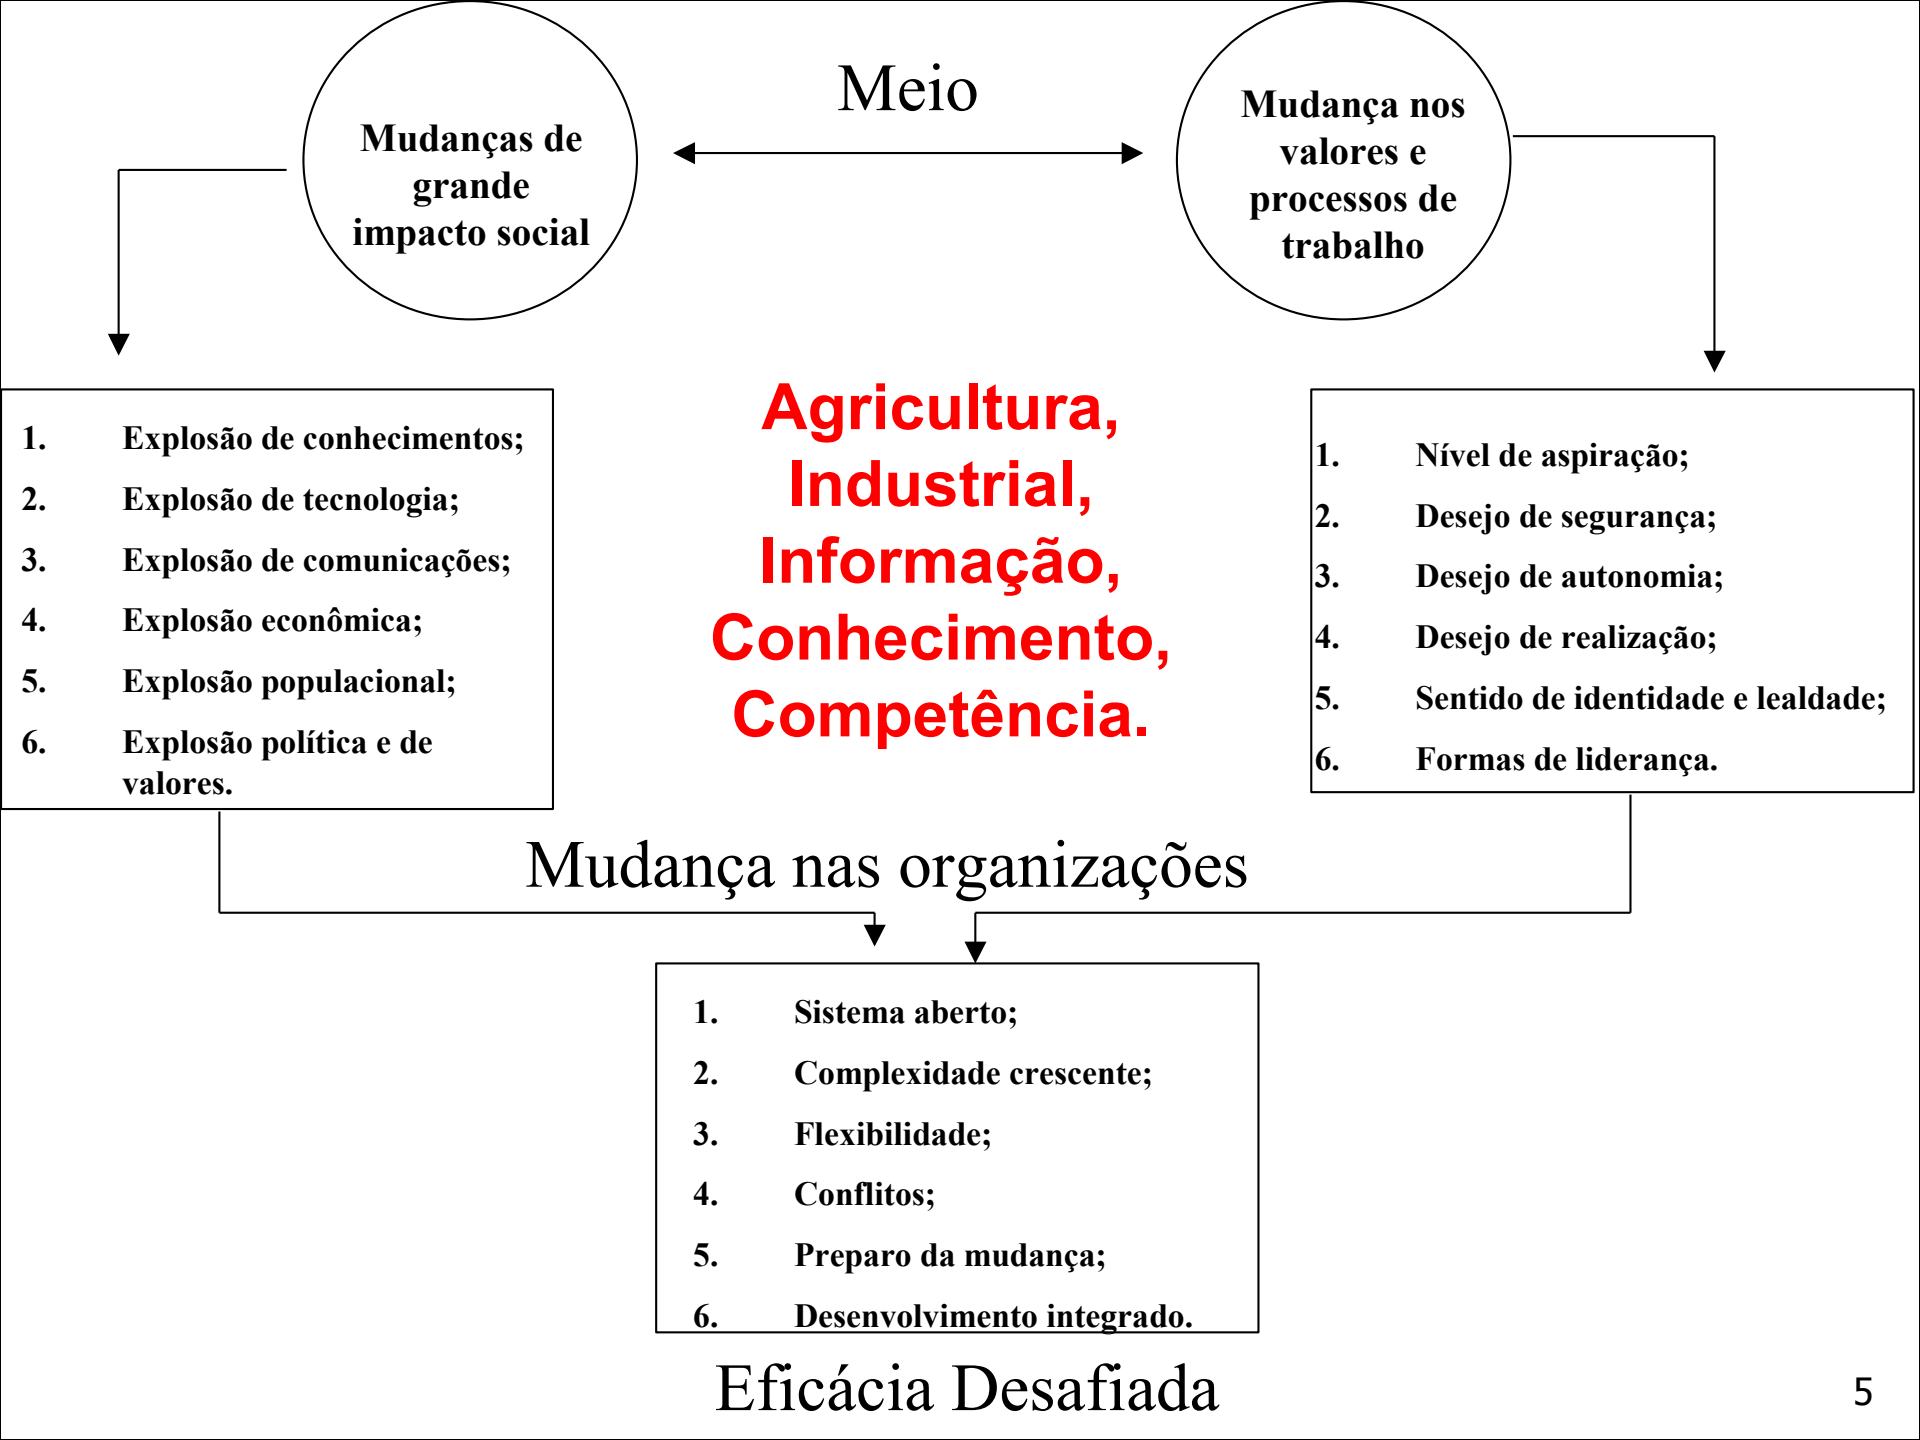 Meio
Mudanças de
grande
impacto social
Mudança nos
valores e
processos de
trabalho
1. Explosão de conhecimentos;
2. Explosão de tecnologia;
3. Explosão de comunicações;
4. Explosão econômica;
5. Explosão populacional;
6. Explosão política e de
valores.
Agricultura,
Industrial,
Informação,
Conhecimento,
Competência.
1. Nível de aspiração;
2. Desejo de segurança;
3. Desejo de autonomia;
4. Desejo de realização;
5. Sentido de identidade e lealdade;
6. Formas de liderança.
Mudança nas organizações
1. Sistema aberto;
2. Complexidade crescente;
3. Flexibilidade;
4. Conflitos;
5. Preparo da mudança;
6. Desenvolvimento integrado.
Eficácia Desafiada
5